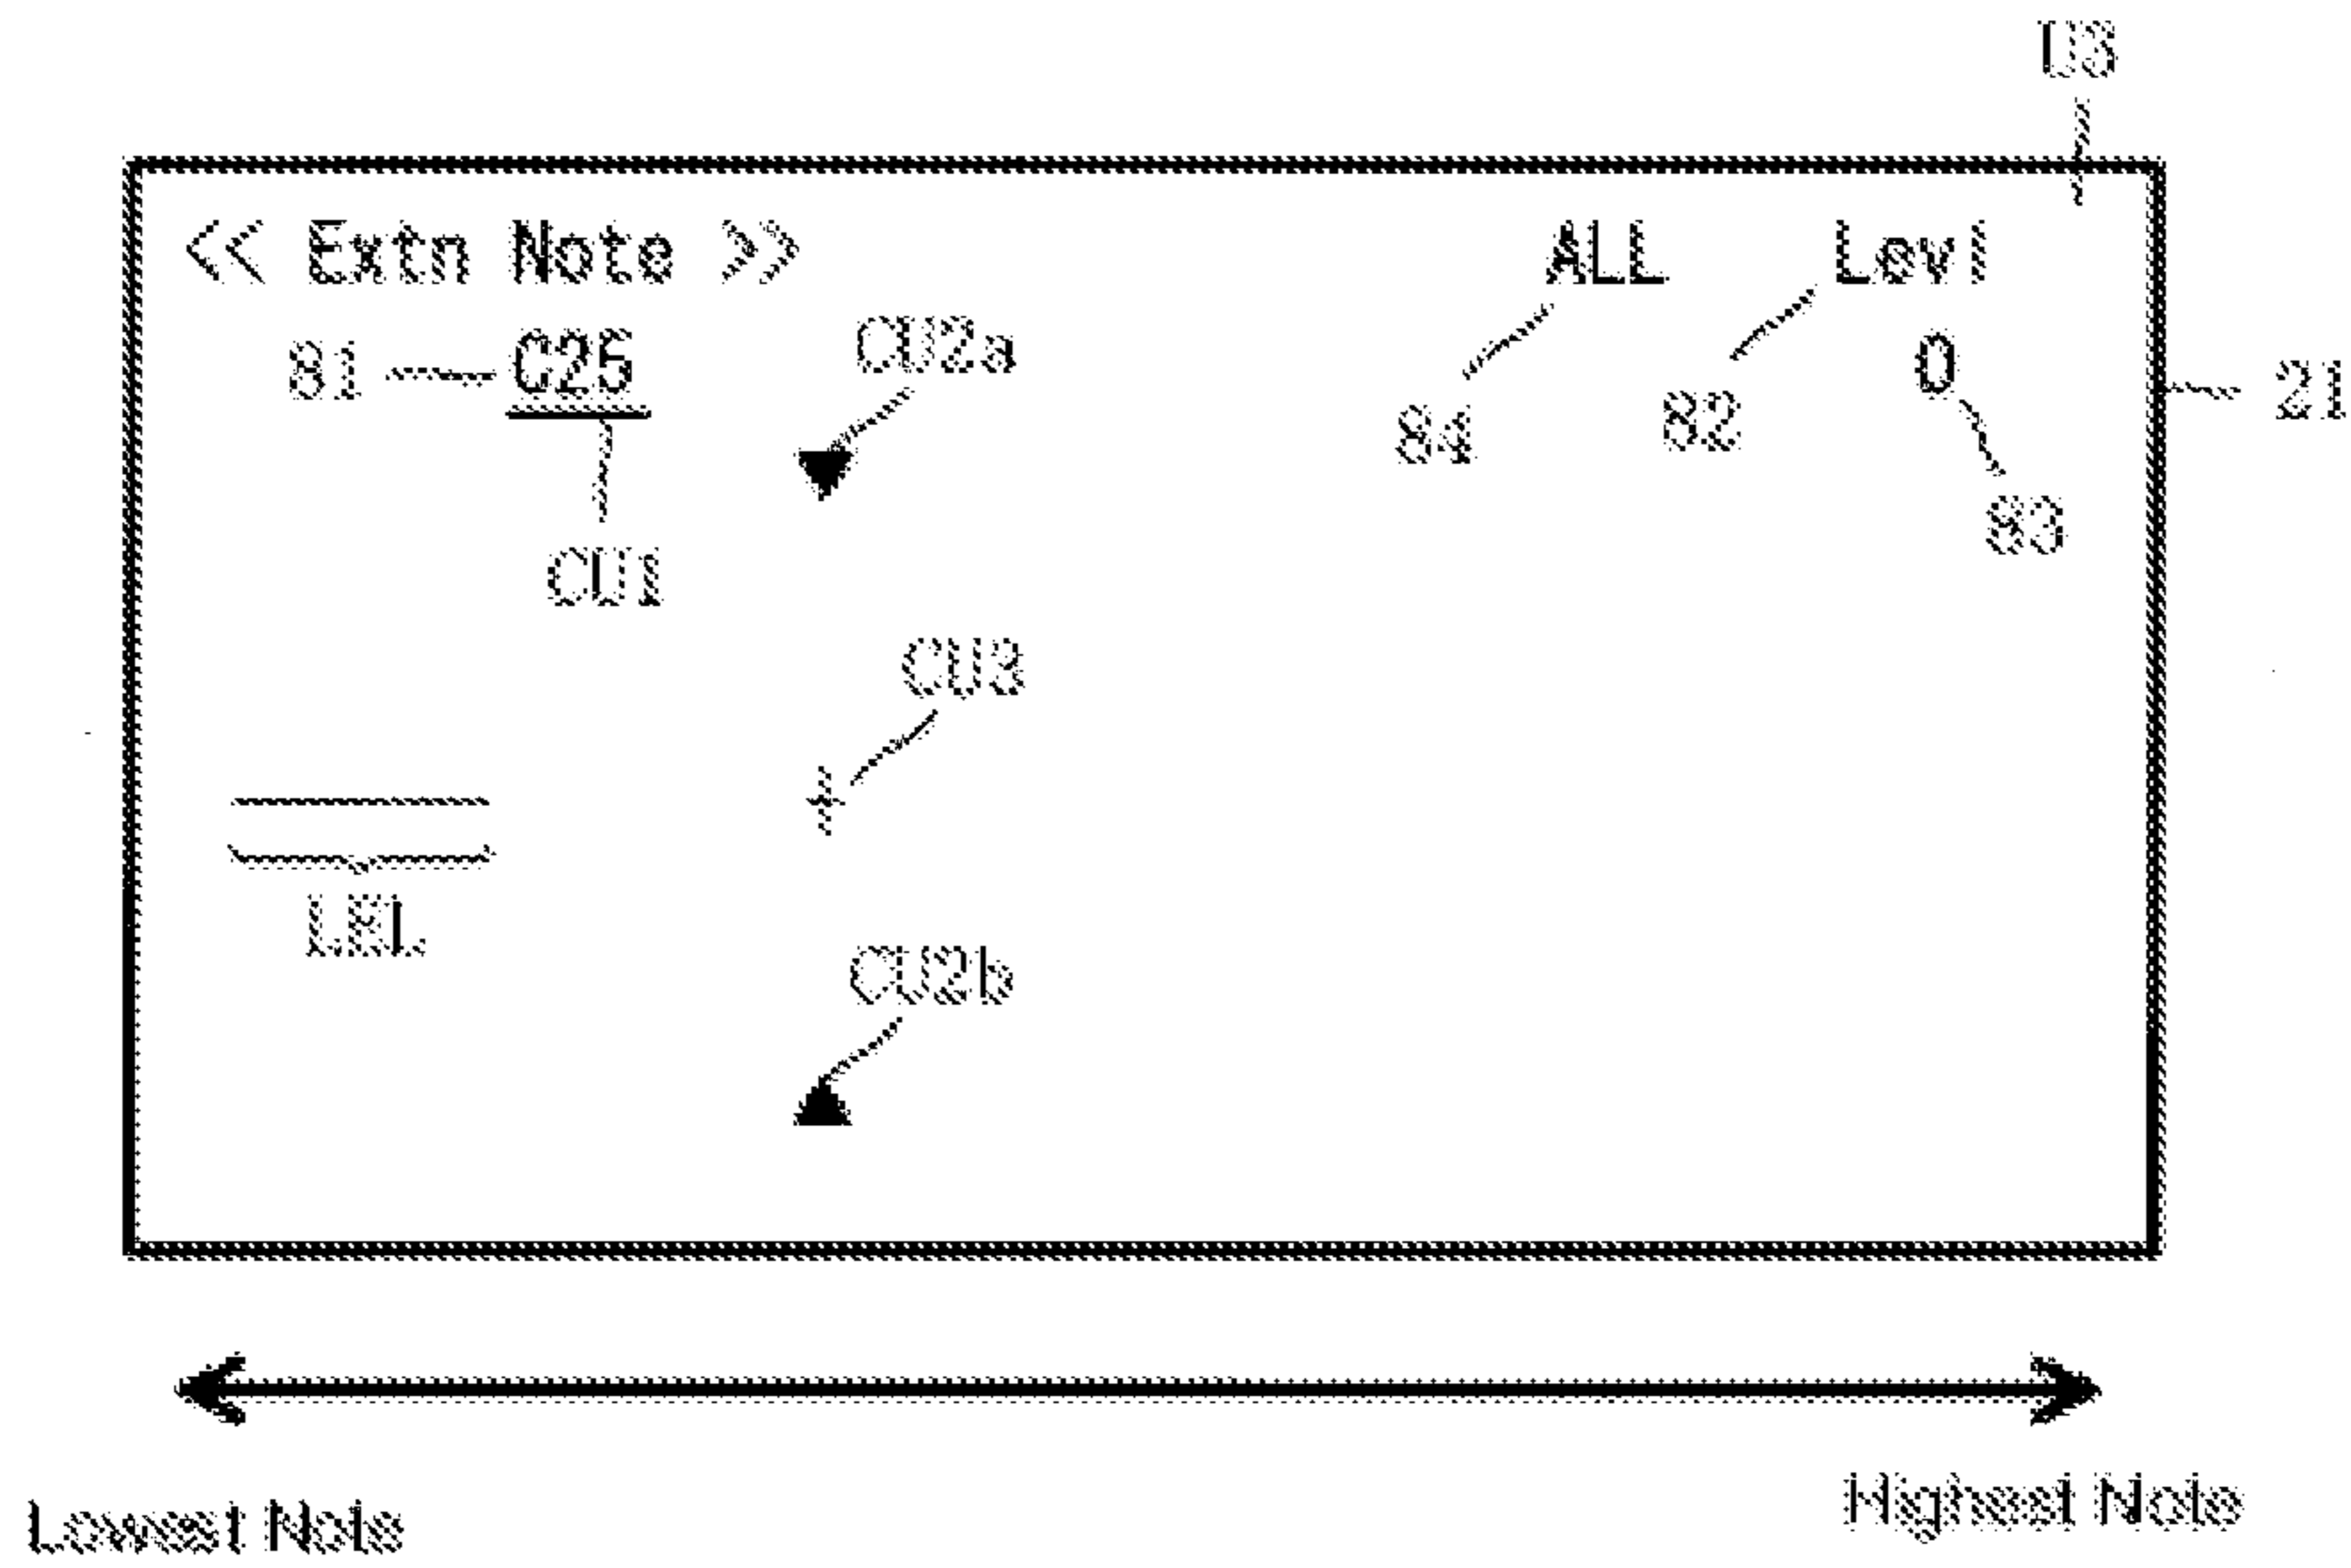 U3
<< Extn Note >> ALL Levl
81 C25 CU2a 0 21
84 82
83
CU1
CU3
LEL
CU2b
Highest Note
Lowest Note